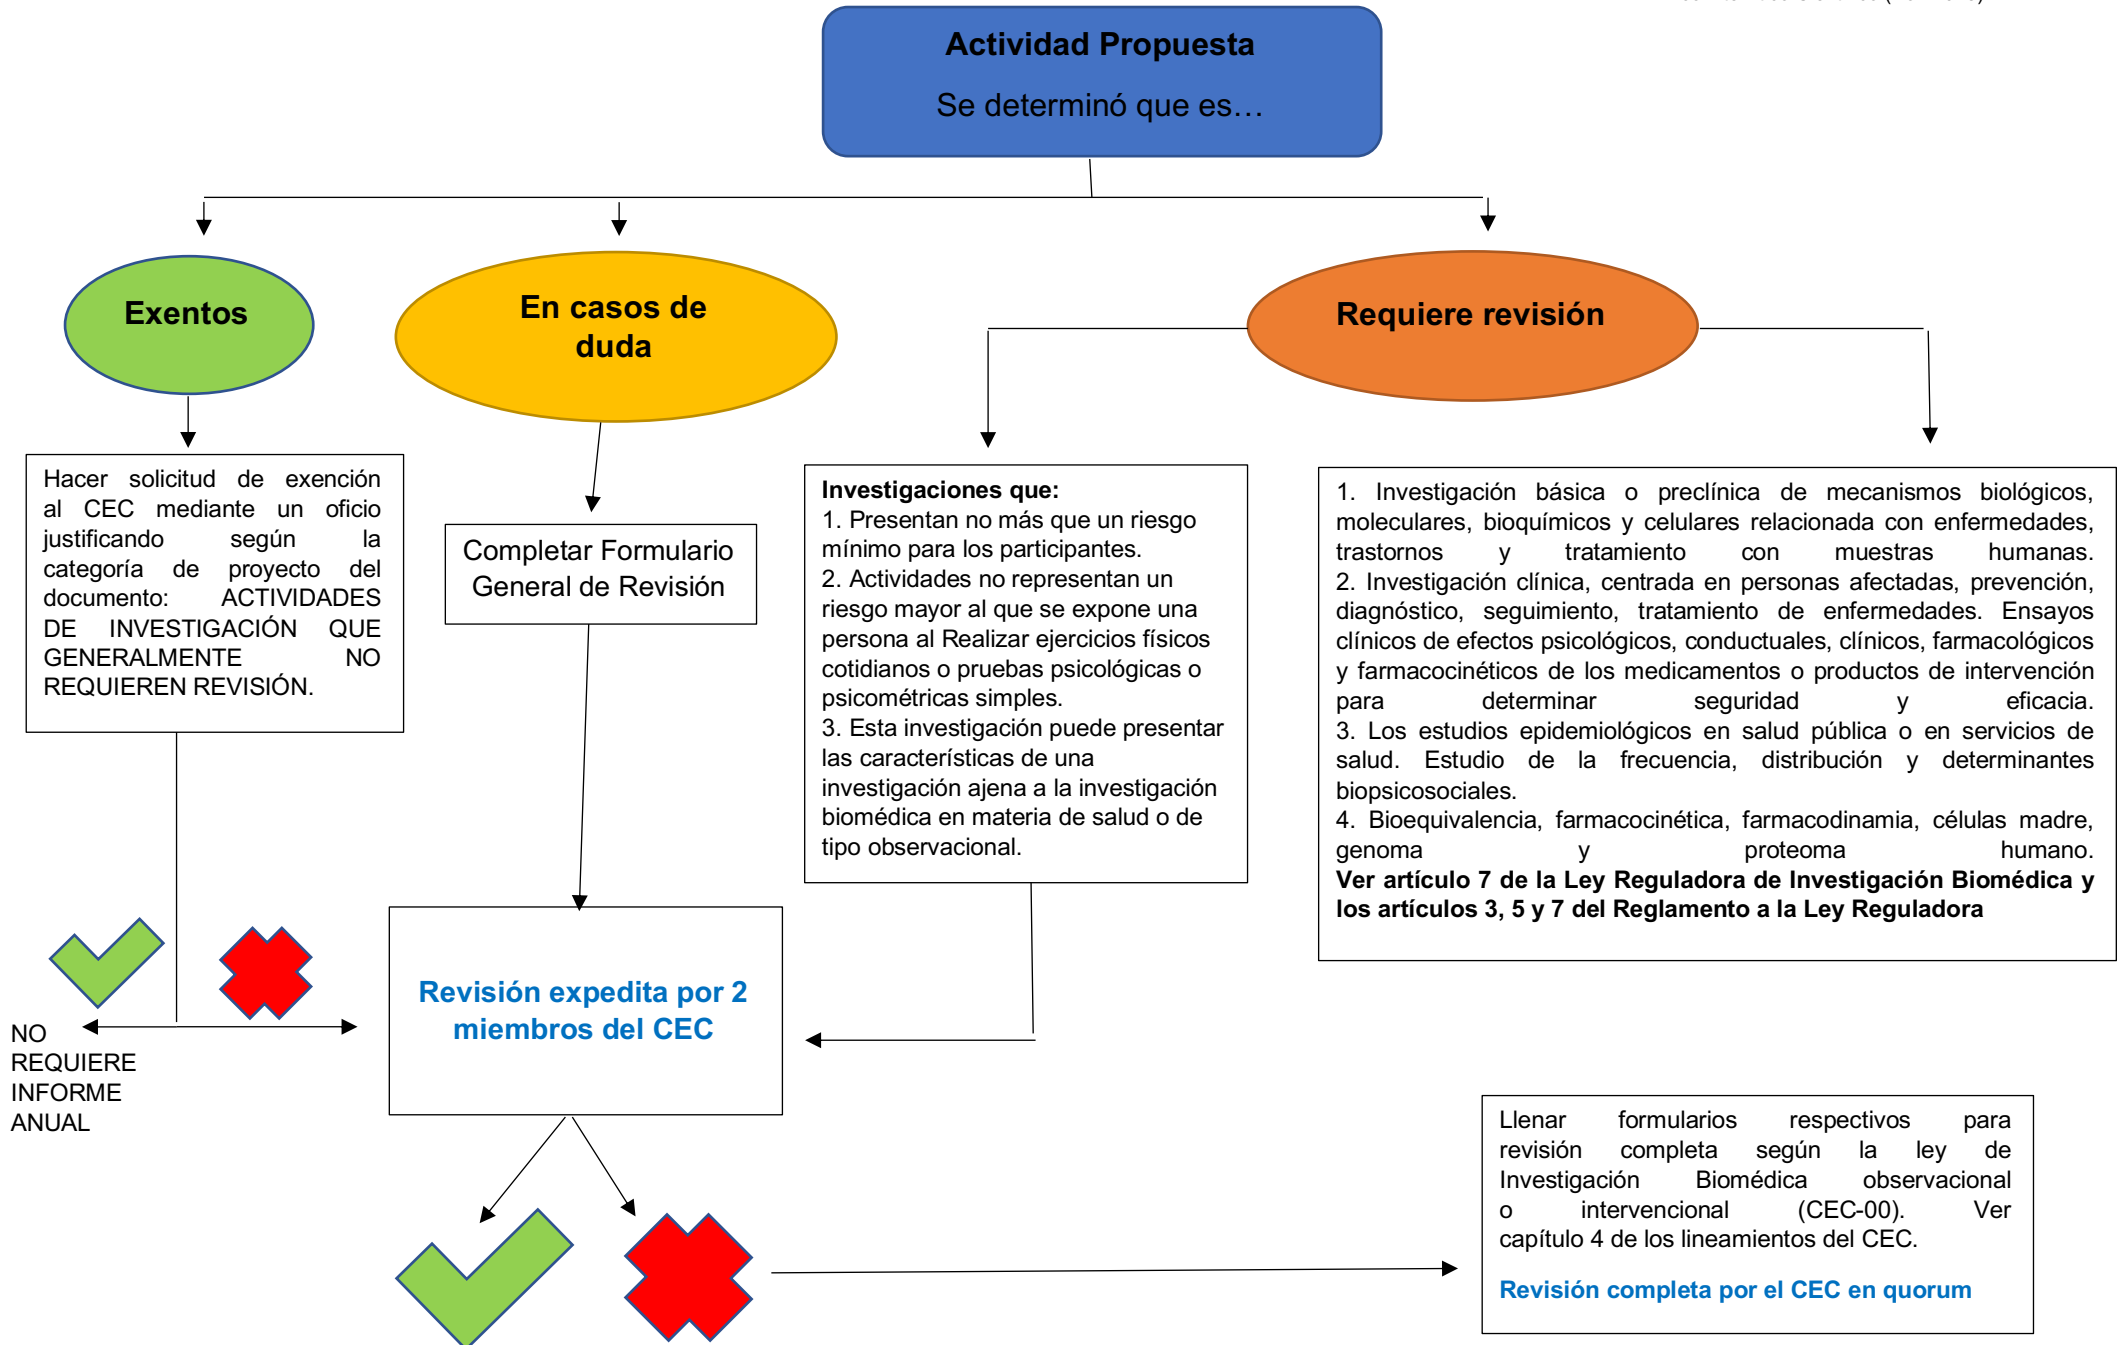 Actividad Propuesta
Se determinó que es…
Exentos
En casos de
duda
Requiere revisión
Hacer solicitud de exención
al CEC mediante un oficio
justificando según la
categoría de proyecto del
documento: ACTIVIDADES
DE INVESTIGACIÓN QUE
GENERALMENTE NO
REQUIEREN REVISIÓN.
Completar Formulario
General de Revisión
Investigaciones que:
1. Presentan no más que un riesgo
mínimo para los participantes.
2. Actividades no representan un
riesgo mayor al que se expone una
persona al Realizar ejercicios físicos
cotidianos o pruebas psicológicas o
psicométricas simples.
3. Esta investigación puede presentar
las características de una
investigación ajena a la investigación
biomédica en materia de salud o de
tipo observacional.
1. Investigación básica o preclínica de mecanismos biológicos,
moleculares, bioquímicos y celulares relacionada con enfermedades,
trastornos y tratamiento con muestras humanas.
2. Investigación clínica, centrada en personas afectadas, prevención,
diagnóstico, seguimiento, tratamiento de enfermedades. Ensayos
clínicos de efectos psicológicos, conductuales, clínicos, farmacológicos
y farmacocinéticos de los medicamentos o productos de intervención
para determinar seguridad y eficacia.
3. Los estudios epidemiológicos en salud pública o en servicios de
salud. Estudio de la frecuencia, distribución y determinantes
biopsicosociales.
4. Bioequivalencia, farmacocinética, farmacodinamia, células madre,
genoma y proteoma humano.
Ver artículo 7 de la Ley Reguladora de Investigación Biomédica y
los artículos 3, 5 y 7 del Reglamento a la Ley Reguladora
Revisión expedita por 2
miembros del CEC
NO
REQUIERE
INFORME
ANUAL
Llenar formularios respectivos para
revisión completa según la ley de
Investigación Biomédica observacional
o intervencional (CEC-00). Ver
capítulo 4 de los lineamientos del CEC.
Revisión completa por el CEC en quorum